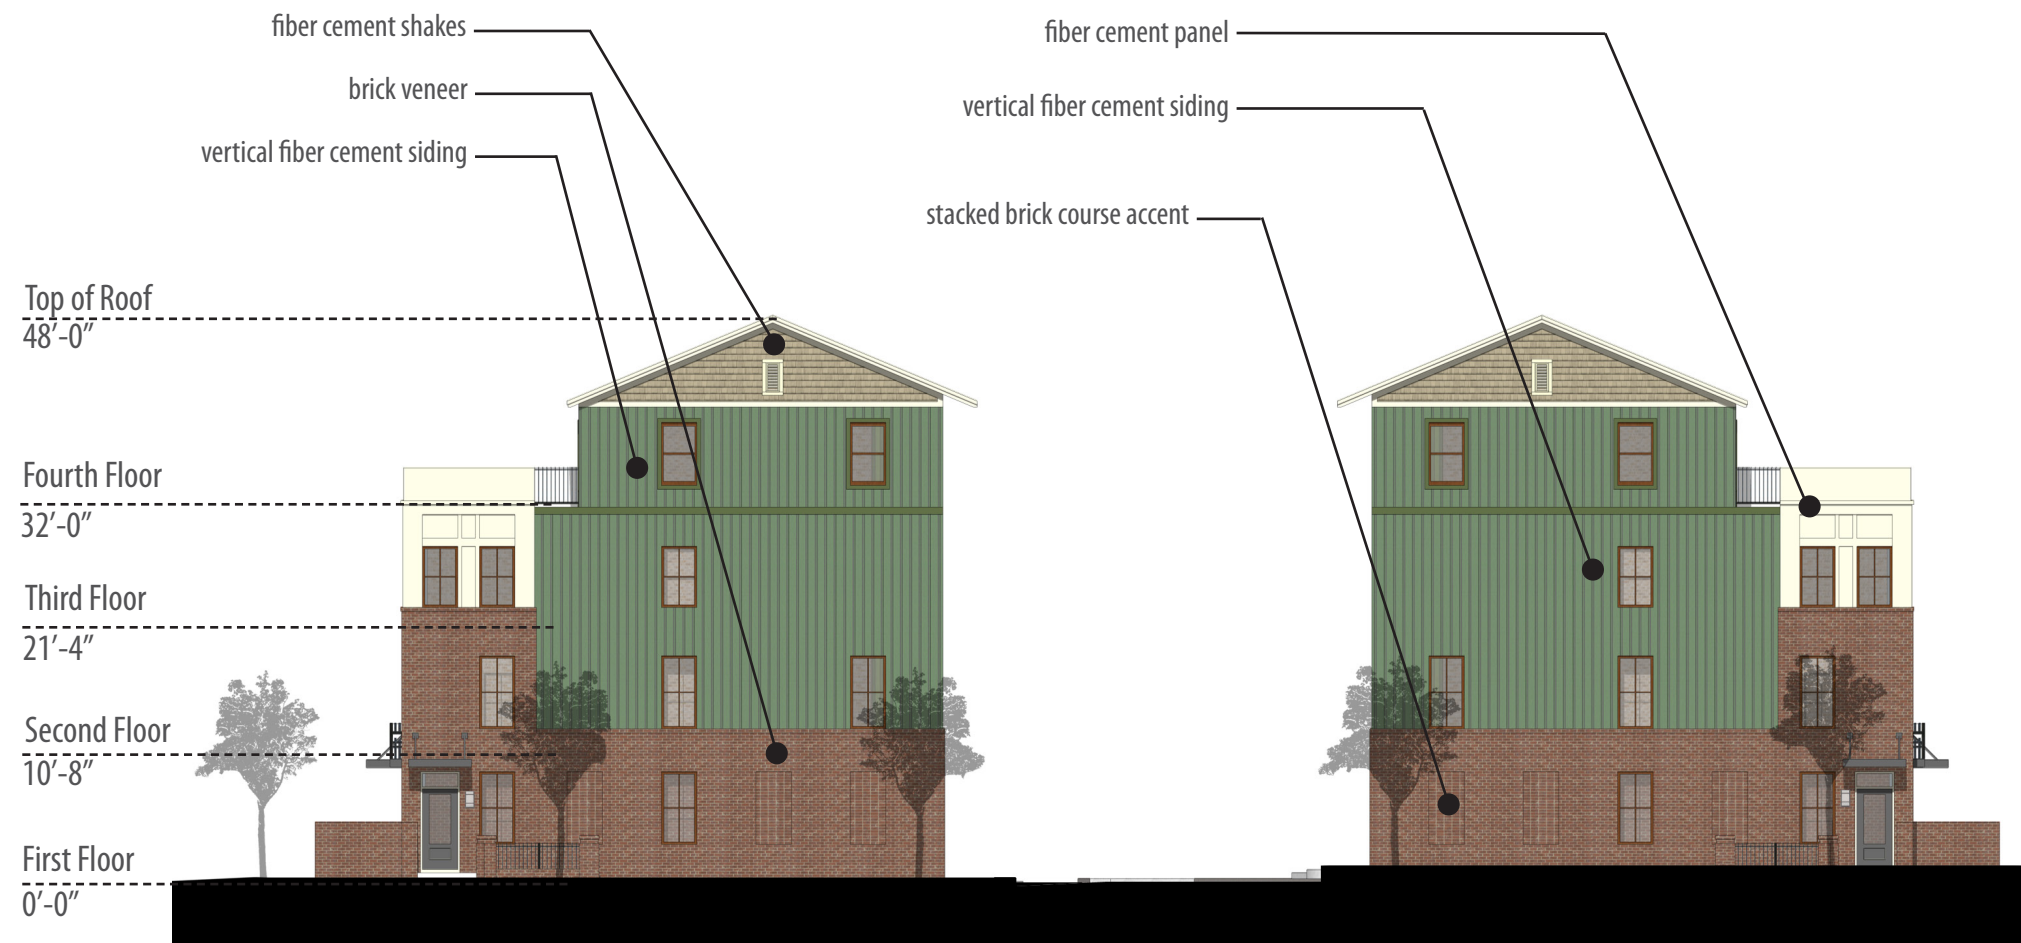 fiber cement shakes
fiber cement panel
brick veneer
vertical fiber cement siding
vertical fiber cement siding
stacked brick course accent
Top of Roof
48’-0”
Fourth Floor
32’-0”
Third Floor
21’-4”
Second Floor
10’-8”
First Floor
0’-0”